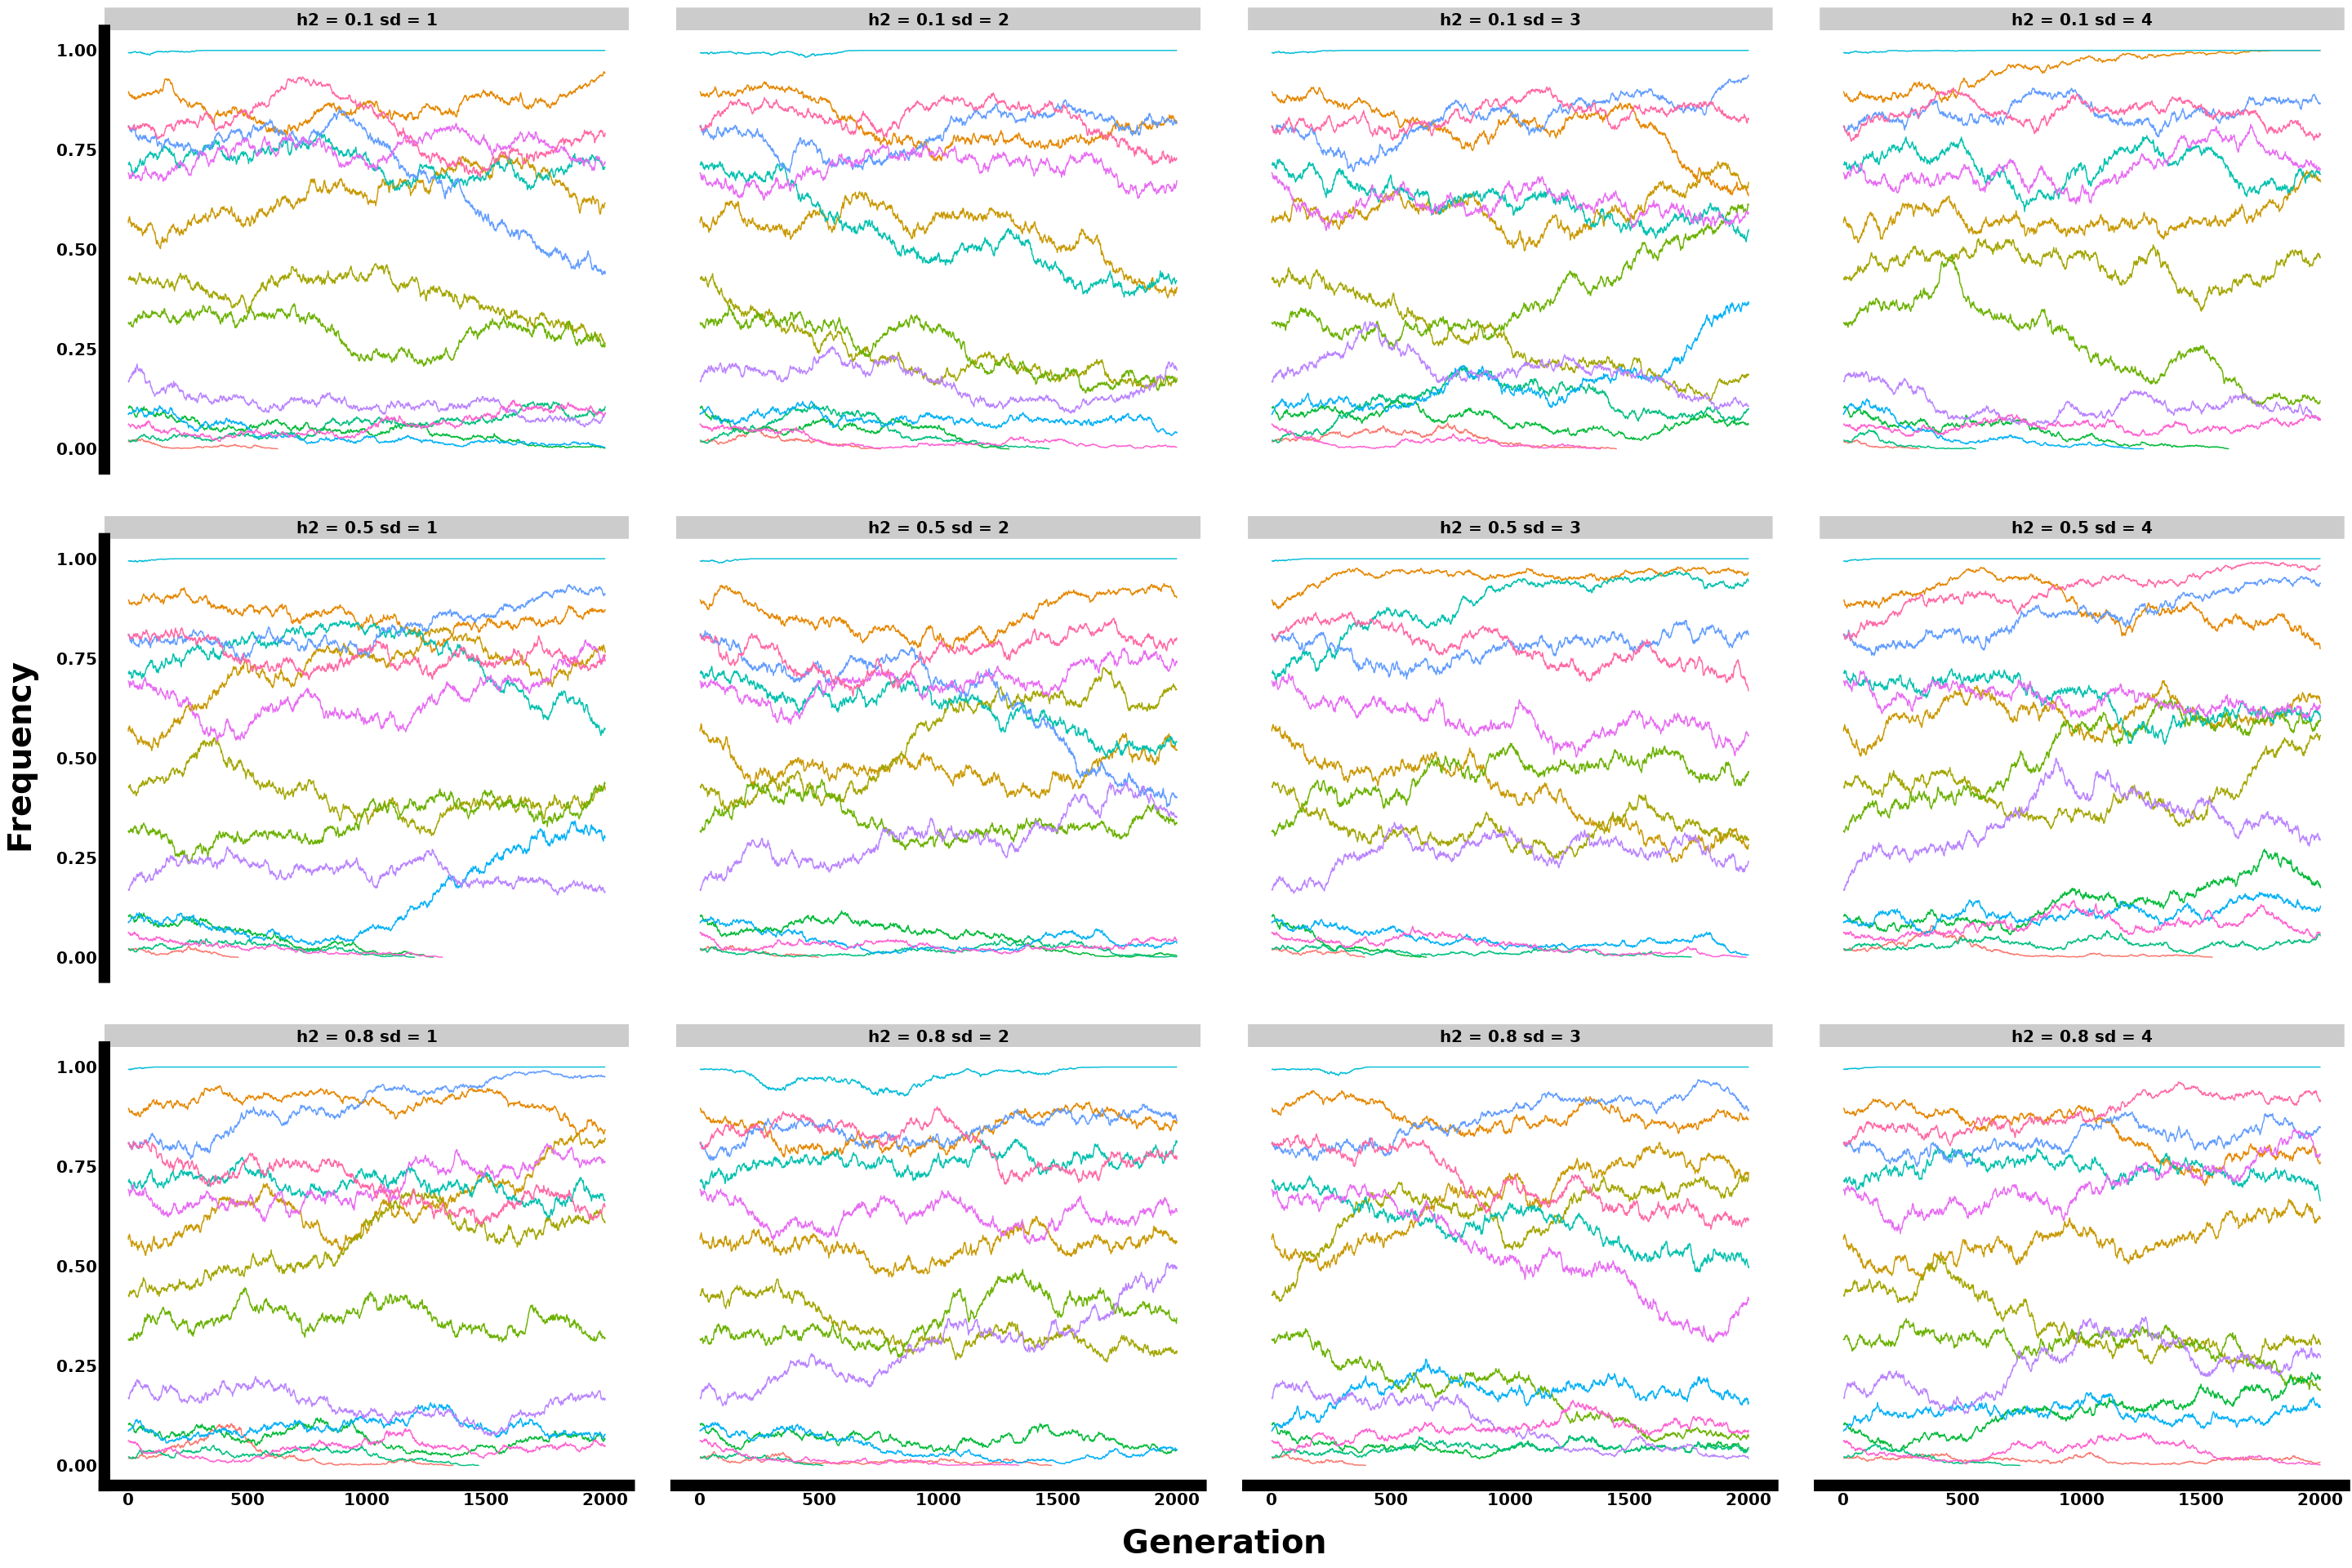 h2 = 0.1 sd = 1
h2 = 0.1 sd = 2
h2 = 0.1 sd = 3
h2 = 0.1 sd = 4
1.00
0.75
0.50
0.25
0.00
h2 = 0.5 sd = 1
h2 = 0.5 sd = 2
h2 = 0.5 sd = 3
h2 = 0.5 sd = 4
1.00
0.75
0.50
0.25
0.00
Frequency
h2 = 0.8 sd = 1
h2 = 0.8 sd = 2
h2 = 0.8 sd = 3
h2 = 0.8 sd = 4
1.00
0.75
0.50
0.25
0.00
0 500 1000 1500 2000
0 500 1000 1500 2000
0 500 1000 1500 2000
0 500 1000 1500 2000
Generation